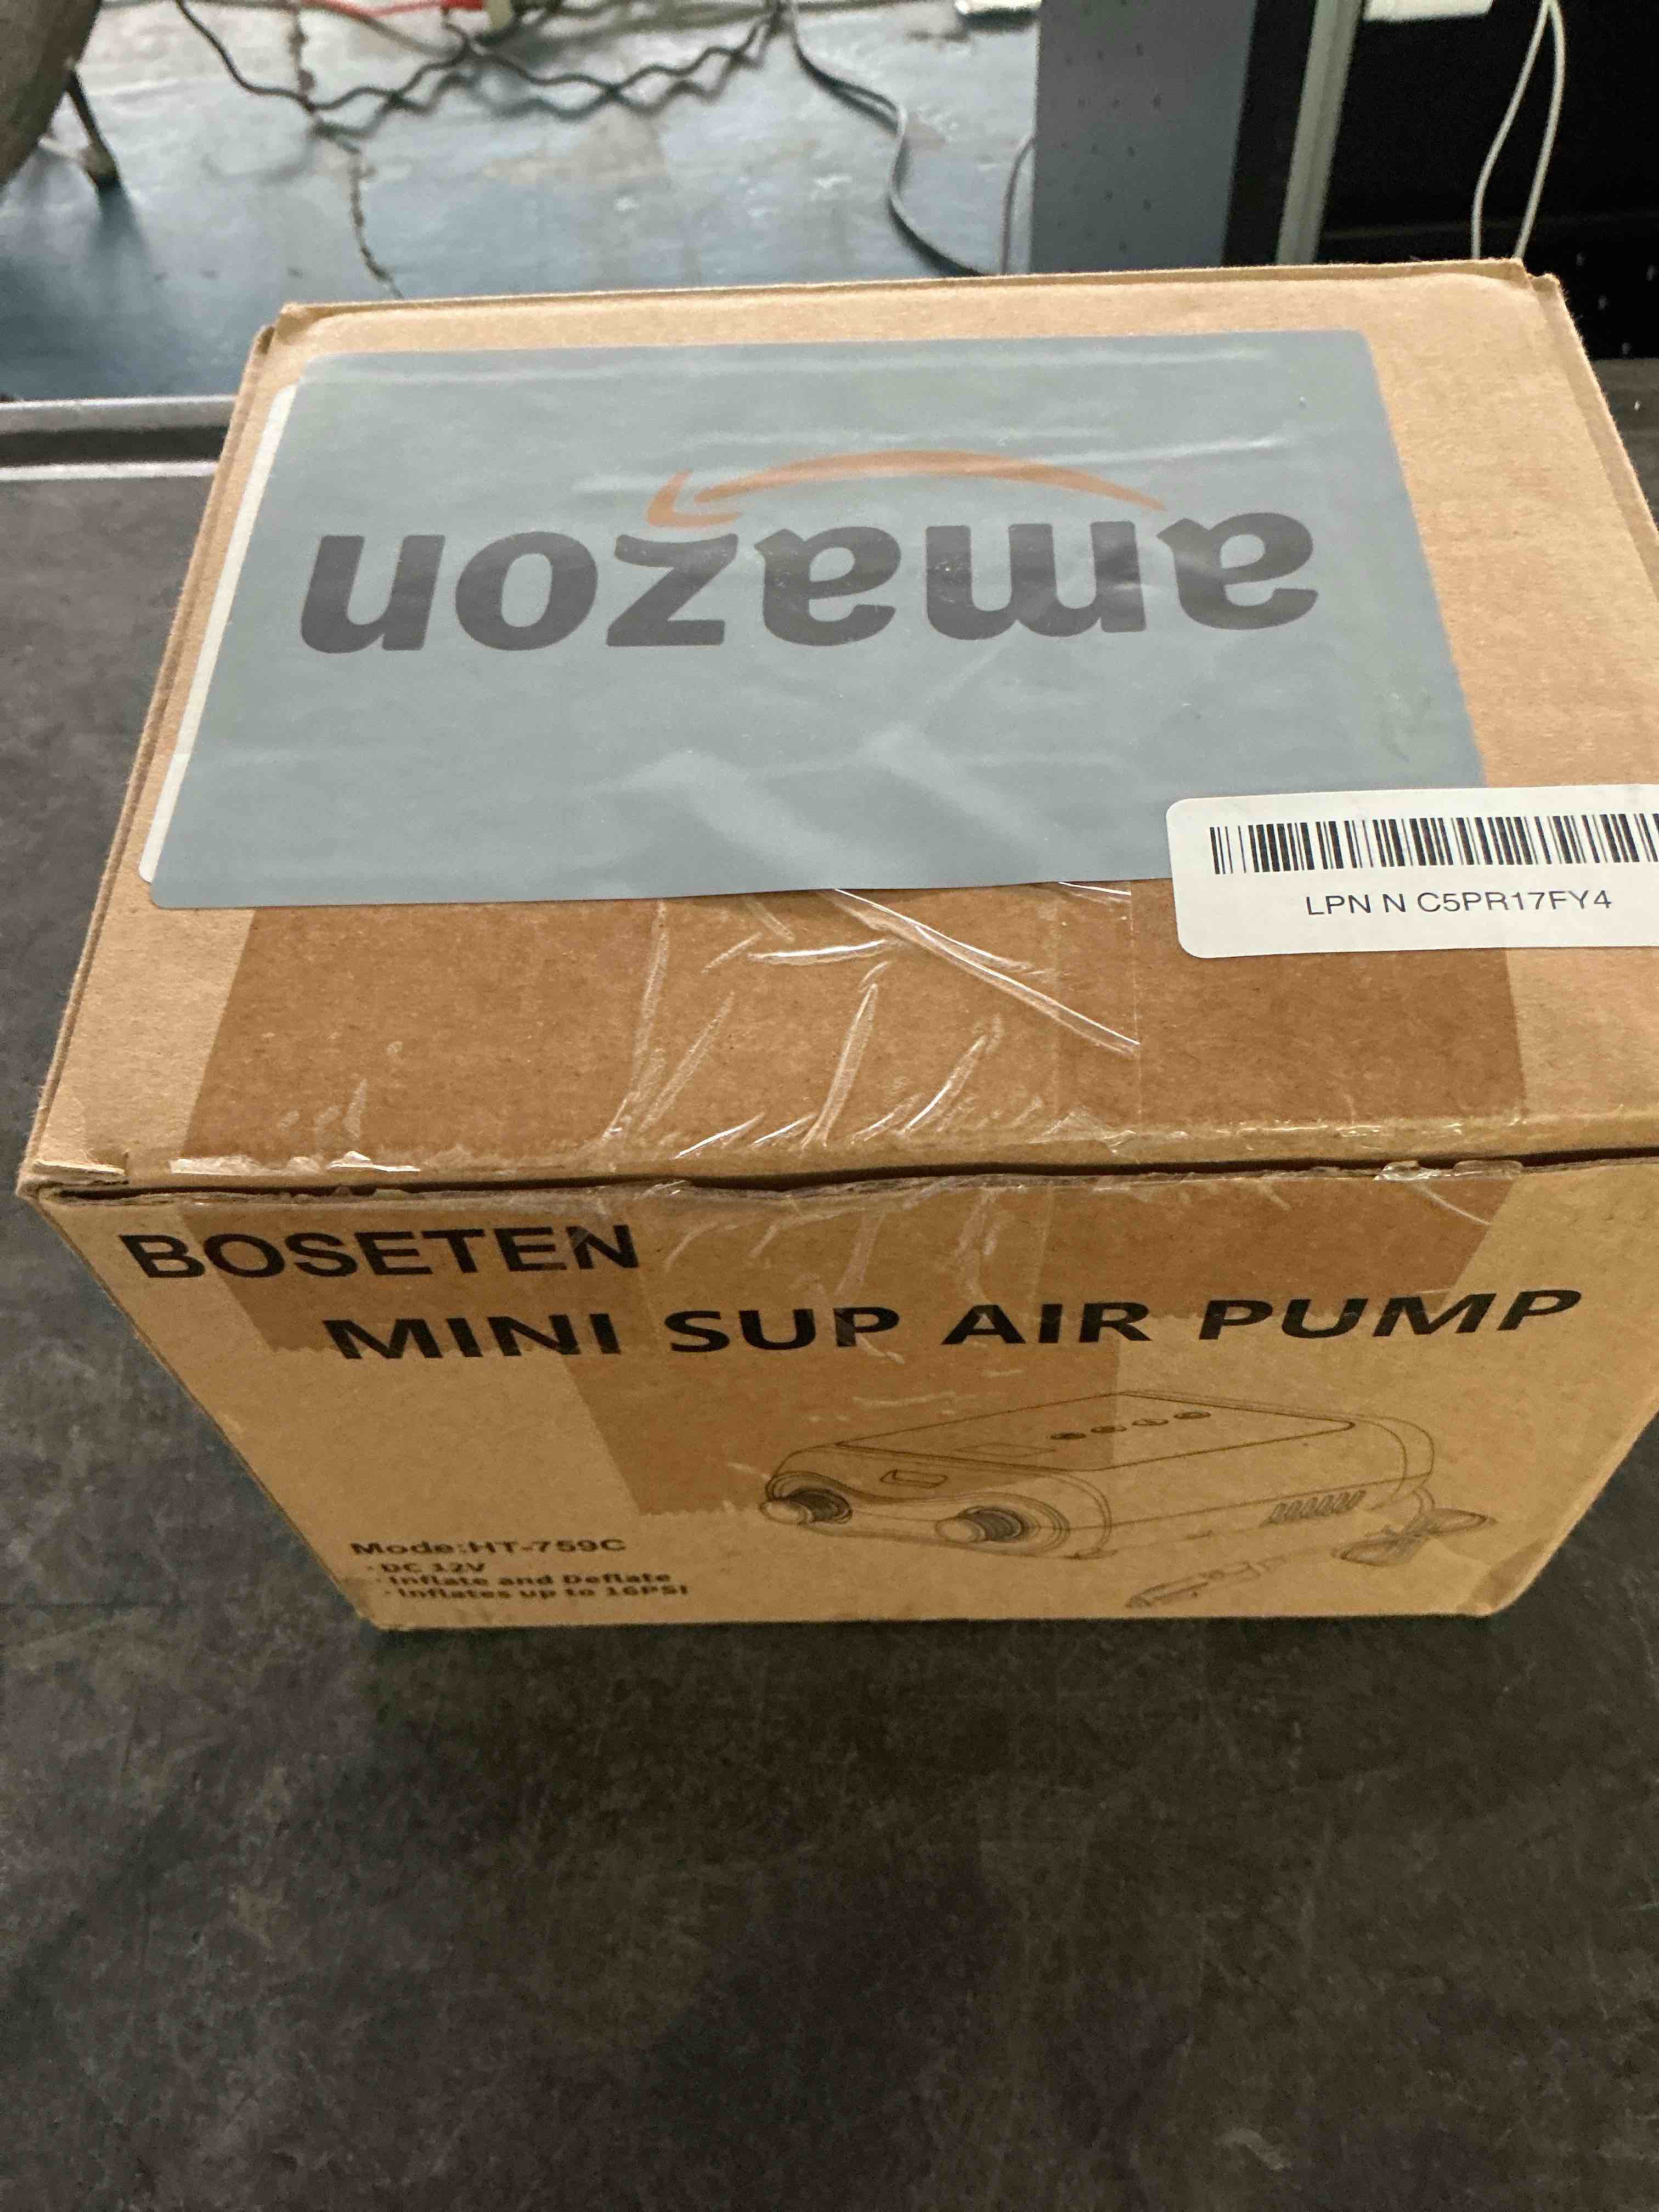 amazon
LPN N C5PR17FY4
BOSETEN
MINI SUP AIR PUMP
Mode:HT-759C
· DC 12V
· Inflate and Deflate
· Inflates up to 16PSI